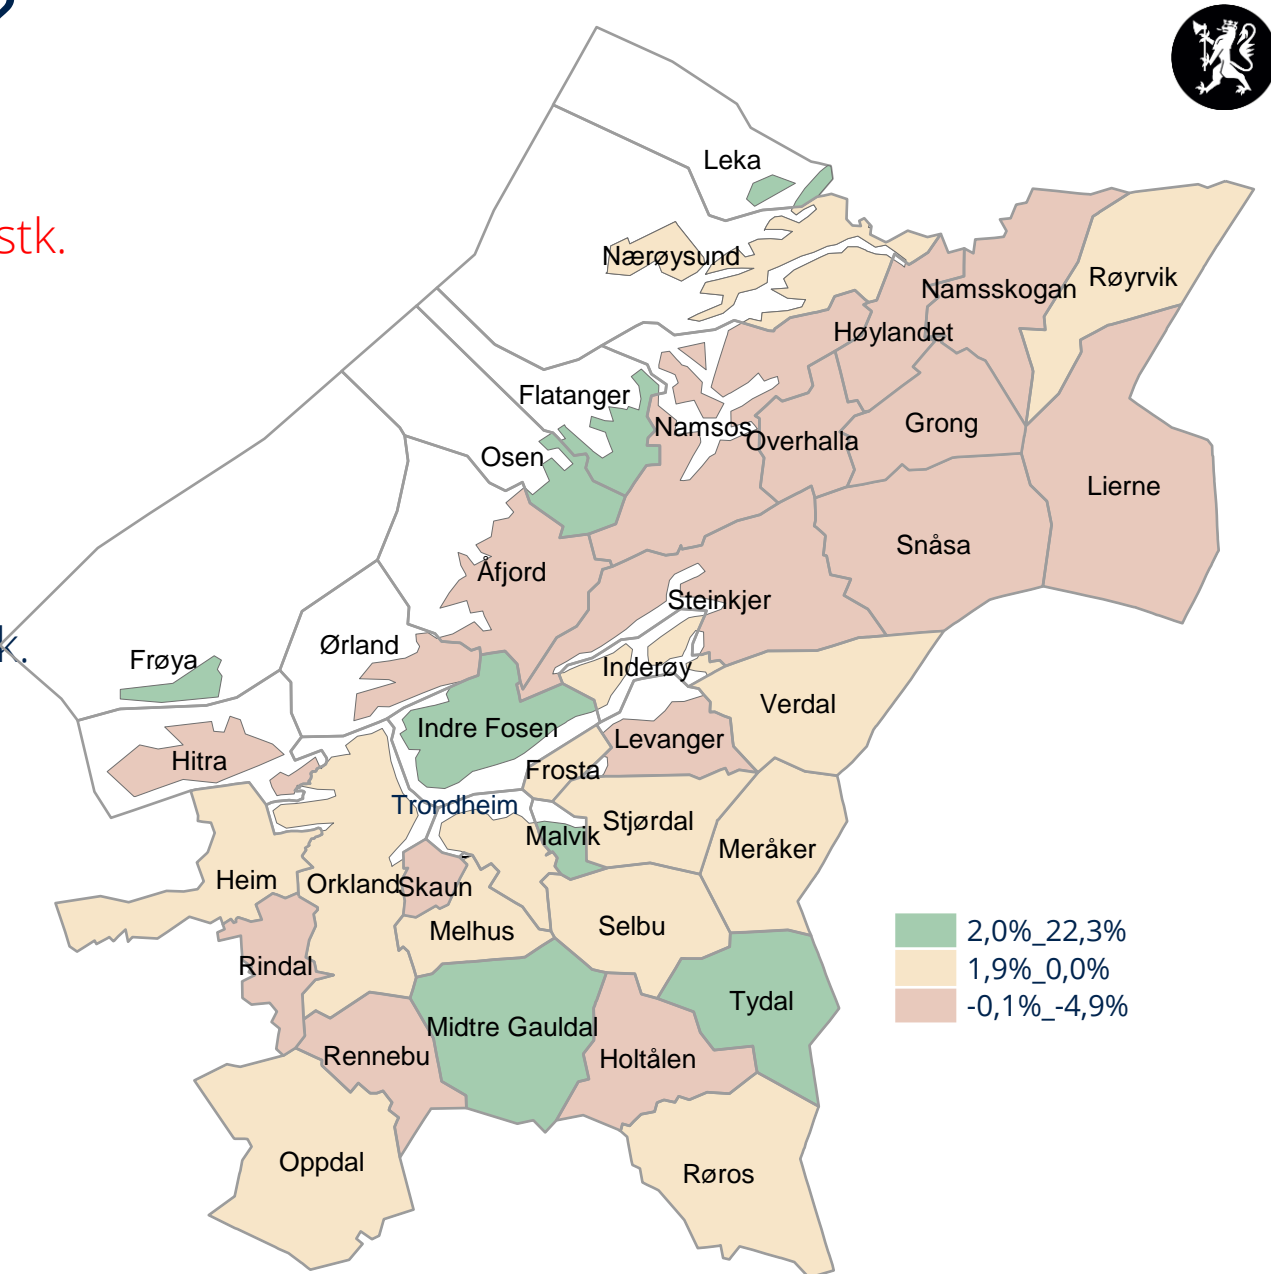 stk.
k.
Leka
Nærøysund
Namsskogan
Røyrvik
Høylandet
Flatanger
Namsos
Overhalla
Grong
Osen
Lierne
Snåsa
Åfjord
Steinkjer
Ørland
Frøya
Inderøy
Verdal
Indre Fosen
Levanger
Hitra
Frosta
Trondheim
Stjørdal
Malvik
Meråker
Heim
Orkland
Skaun
Melhus
Selbu
Rindal
Tydal
Midtre Gauldal
Rennebu
Holtålen
Oppdal
Røros
2,0%_22,3%
1,9%_0,0%
-0,1%_-4,9%